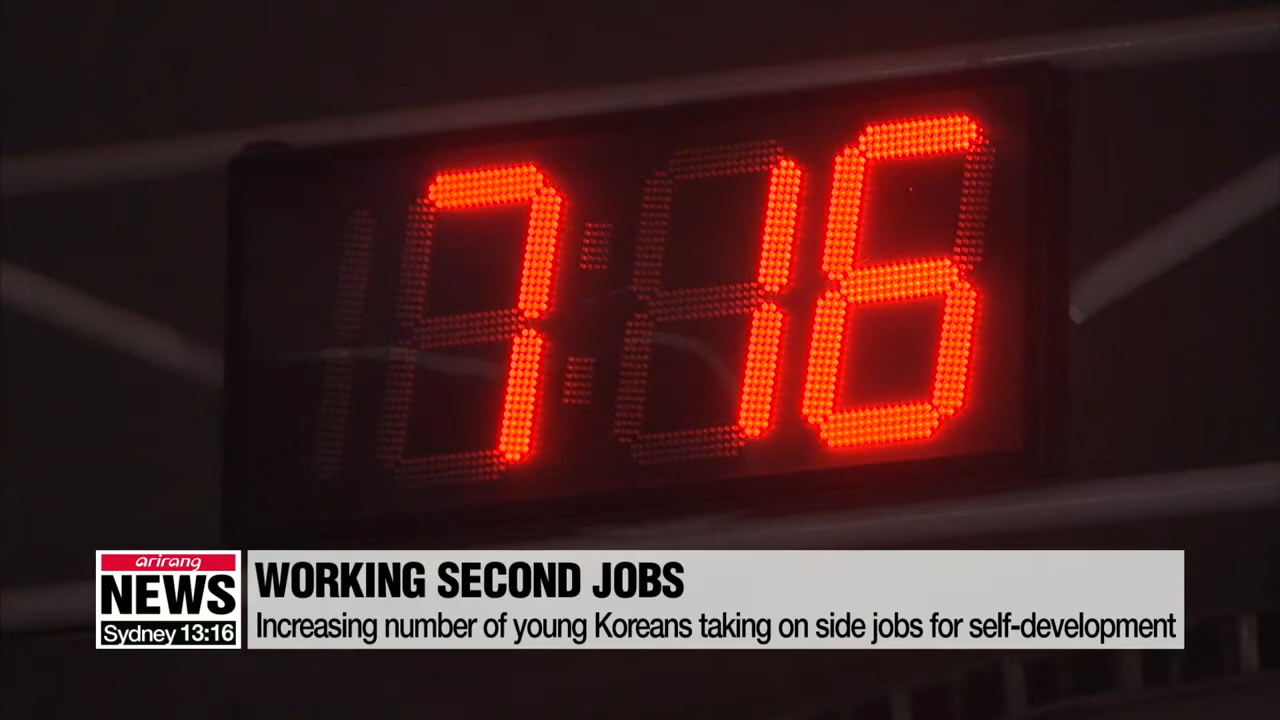 7 16
arirang
NEWS
Sydney 13:16
WORKING SECOND JOBS
Increasing number of young Koreans taking on side jobs for self-development